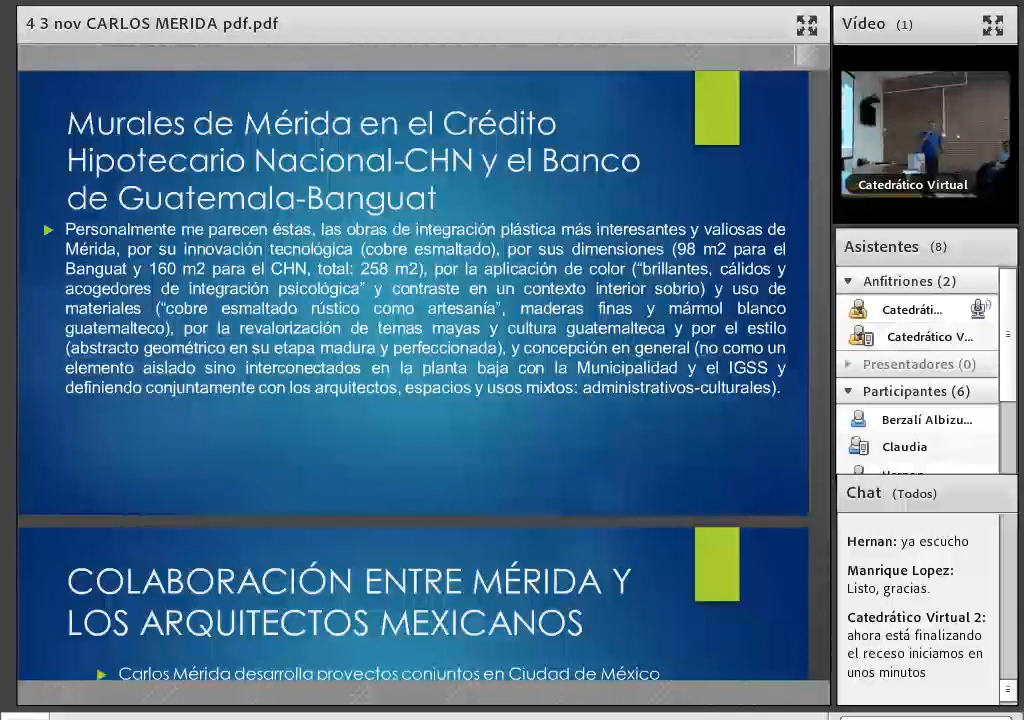 4 3 nov CARLOS MERIDA pdf.pdf
Murales de Mérida en el Crédito
Hipotecario Nacional-CHN y el Banco
de Guatemala-Banguat
Personalmente me parecen éstas, las obras de integración plástica más interesantes y valiosas de
Mérida, por su innovación tecnológica (cobre esmaltado), por sus dimensiones (98 m2 para el
Banguat y 160 m2 para el CHN, total: 258 m2), por la aplicación de color (“brillantes, cálidos y
acogedores de integración psicológica” y contraste en un contexto interior sobrio) y uso de
materiales (“cobre esmaltado rústico como artesanía”, maderas finas y mármol blanco
guatemalteco), por la revalorización de temas mayas y cultura guatemalteca y por el estilo
(abstracto geométrico en su etapa madura y perfeccionada), y concepción en general (no como un
elemento aislado sino interconectados en la planta baja con la Municipalidad y el IGSS y
definiendo conjuntamente con los arquitectos, espacios y usos mixtos: administrativos-culturales).
COLABORACIÓN ENTRE MÉRIDA Y
LOS ARQUITECTOS MEXICANOS
Carlos Mérida desarrolla proyectos conjuntos en Ciudad de México
Vídeo (1)
Catedrático Virtual
Asistentes (8)
Anfitriones (2)
Catedráti...
Catedrático V...
Presentadores (0)
Participantes (6)
Berzalí Albizu...
Claudia
Chat (Todos)
Hernan: ya escucho
Manrique Lopez:
Listo, gracias.
Catedrático Virtual 2:
ahora está finalizando
el receso iniciamos en
unos minutos